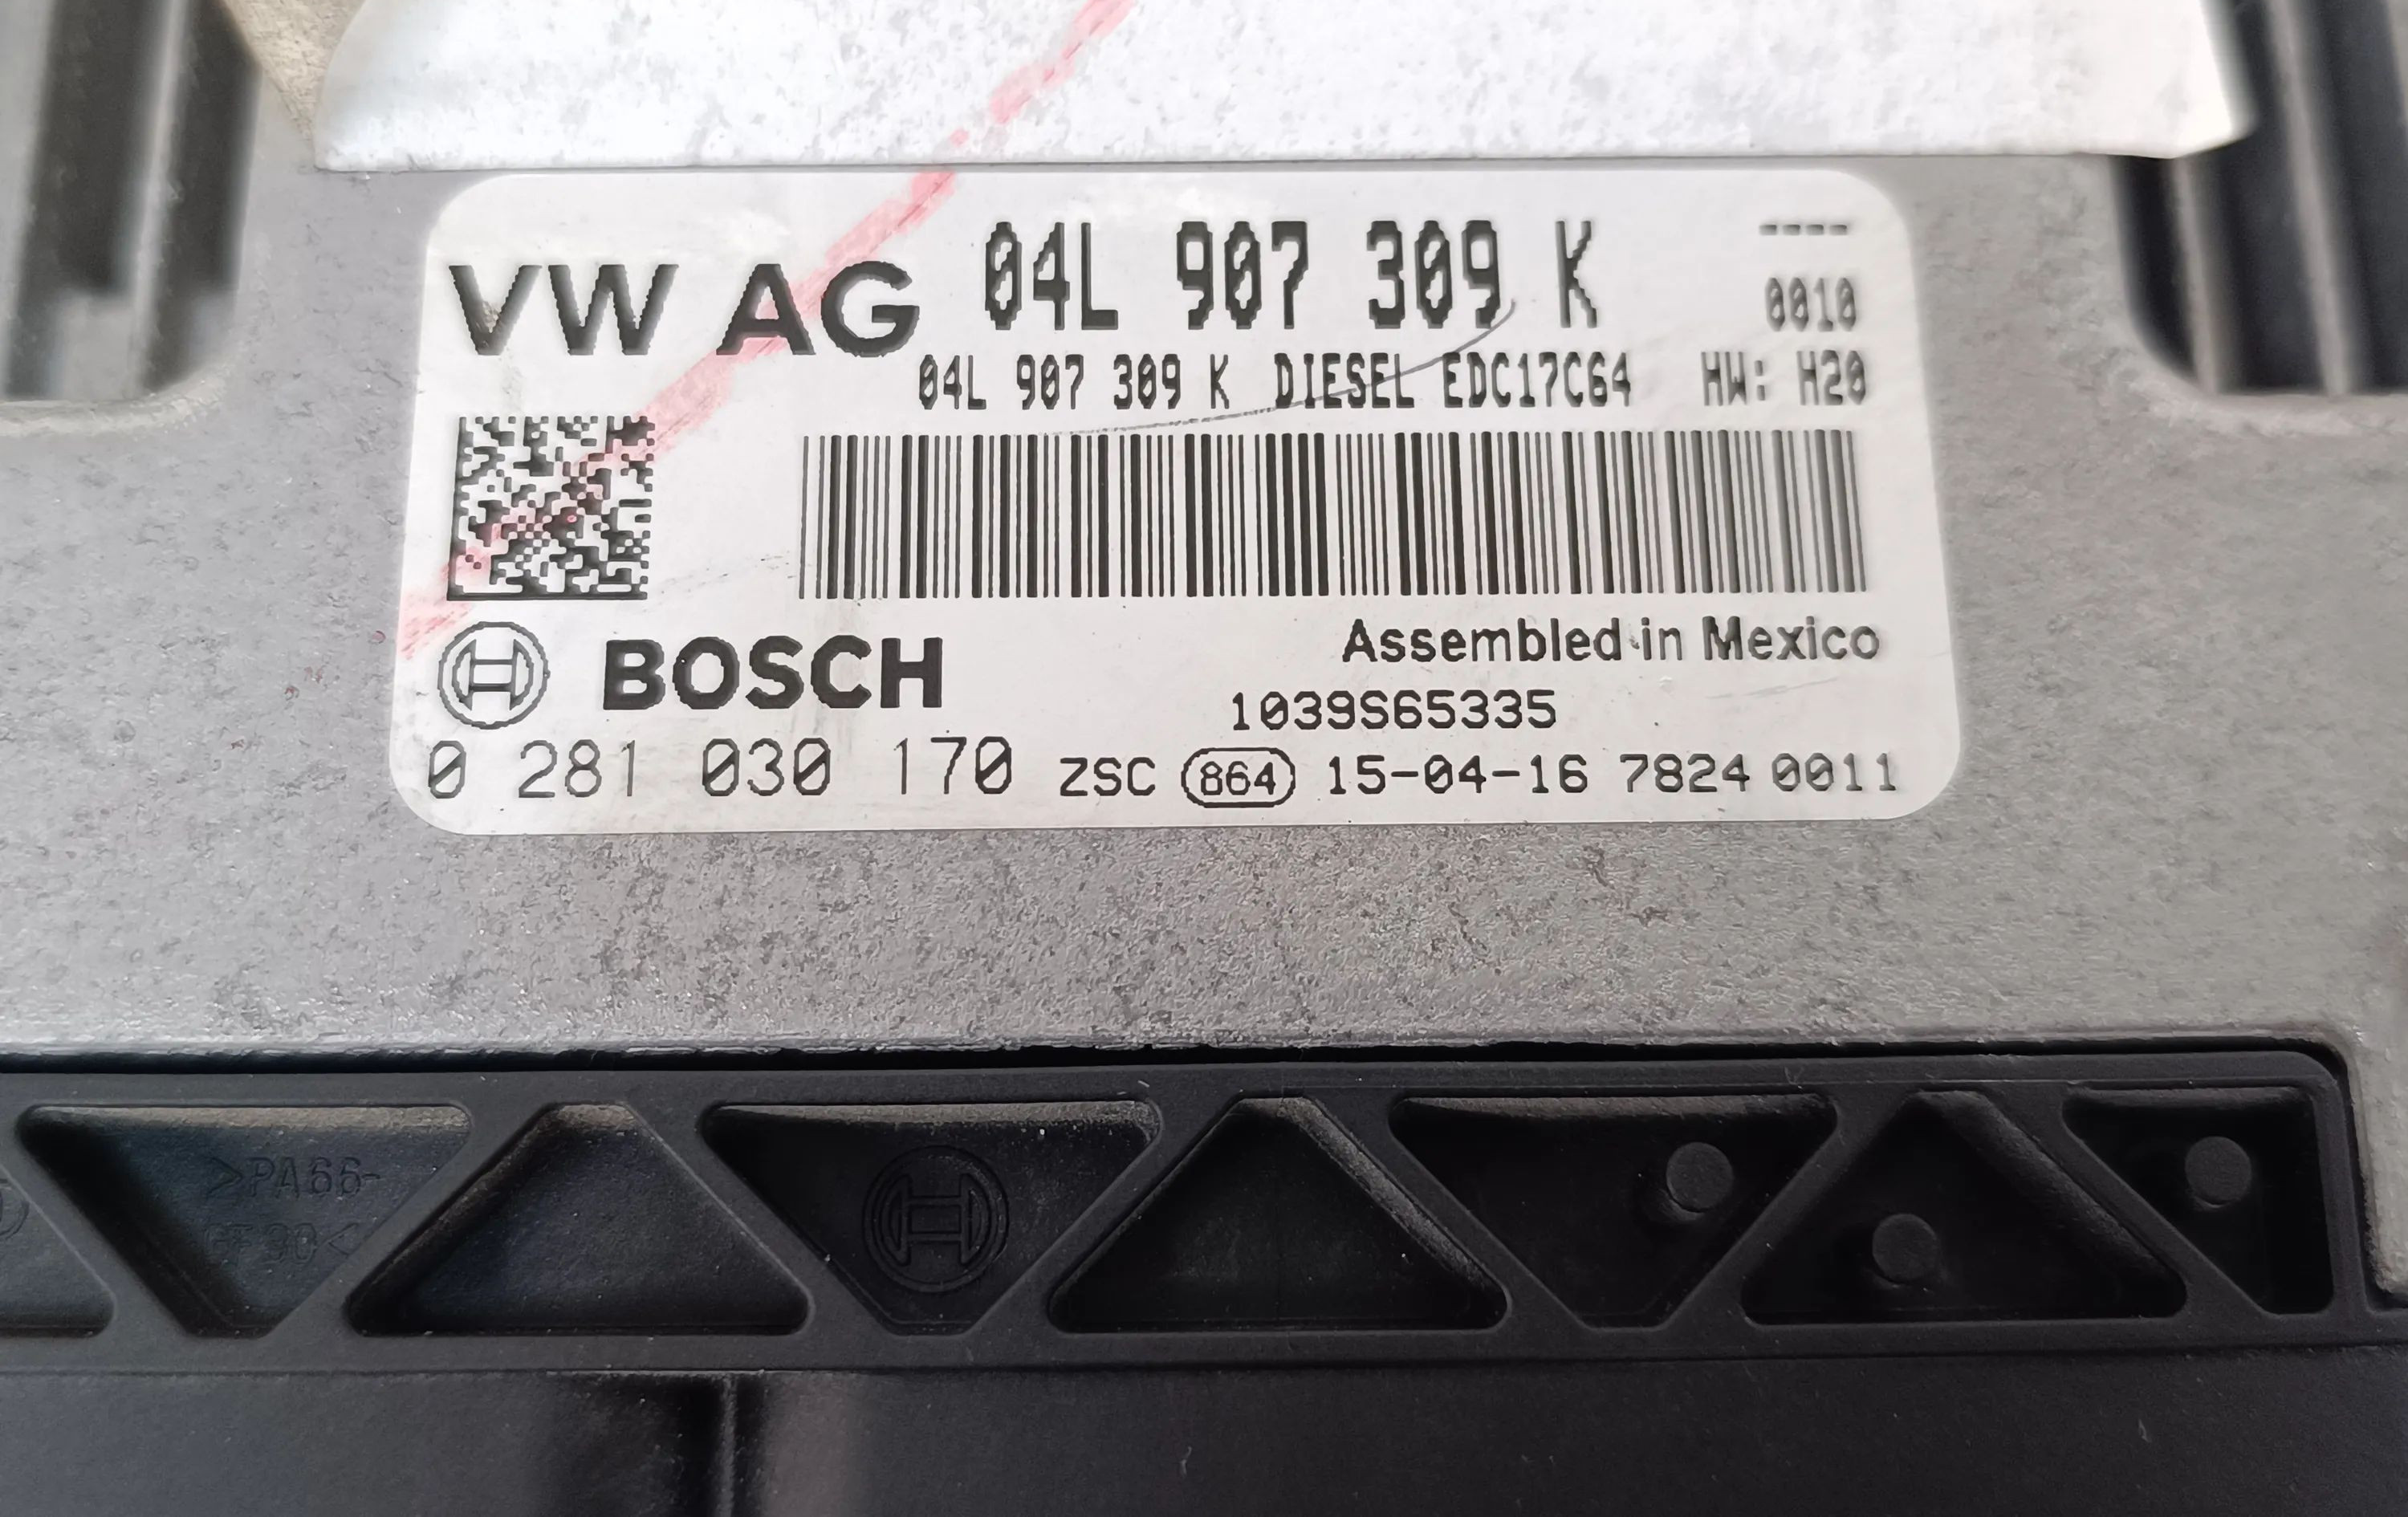 VW AG 04L 907 309 K ----
0010
04L 907 309 K DIESEL EDC17C64 HW: H20
Assembled in Mexico
BOSCH
1039S65335
0 281 030 170 ZSC 864 15-04-16 7824 0011
>PA66-